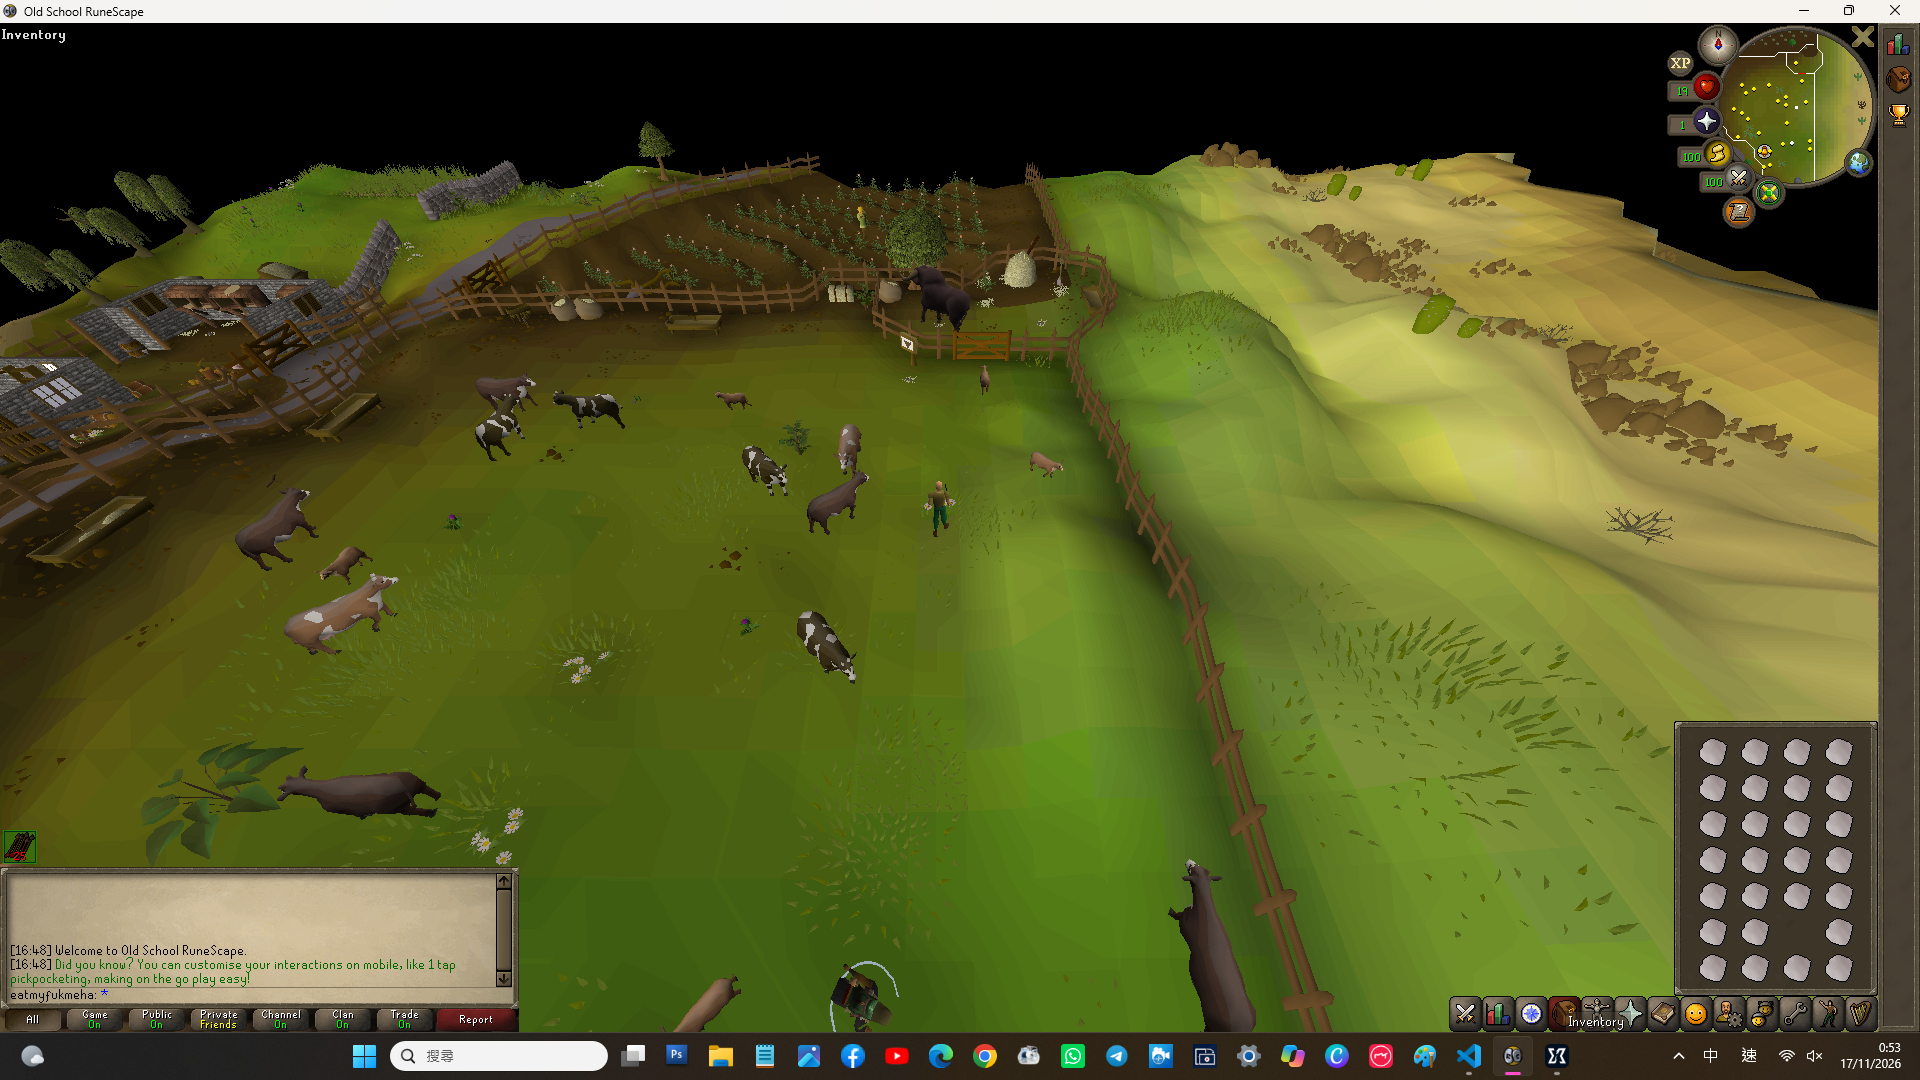 Old School RuneScape
Inventory
N
XP
19
1
100
100
23
[16:48] Welcome to Old School RuneScape.
[16:48] Did you know? You can customise your interactions on mobile, like 1 tap
pickpocketing, making on the go play easy!
eatmyfukmeha: *
All
Game
On
Public
On
Private
Friends
Channel
On
Clan
On
Trade
On
Report
Inventory
Ps
搜尋
中
速
0:53
17/11/2026